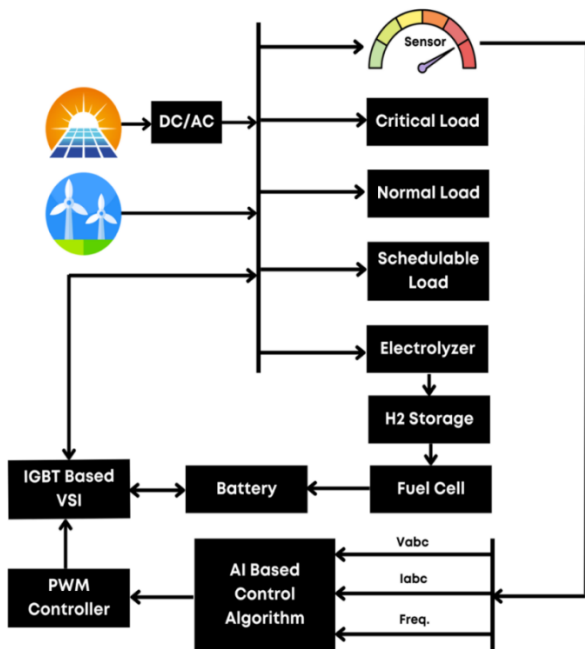 Sensor
DC/AC
Critical Load
Normal Load
Schedulable
Load
Electrolyzer
H2 Storage
IGBT Based
VSI
Battery
Fuel Cell
Vabc
AI Based
Control
Algorithm
PWM
Controller
Iabc
Freq.